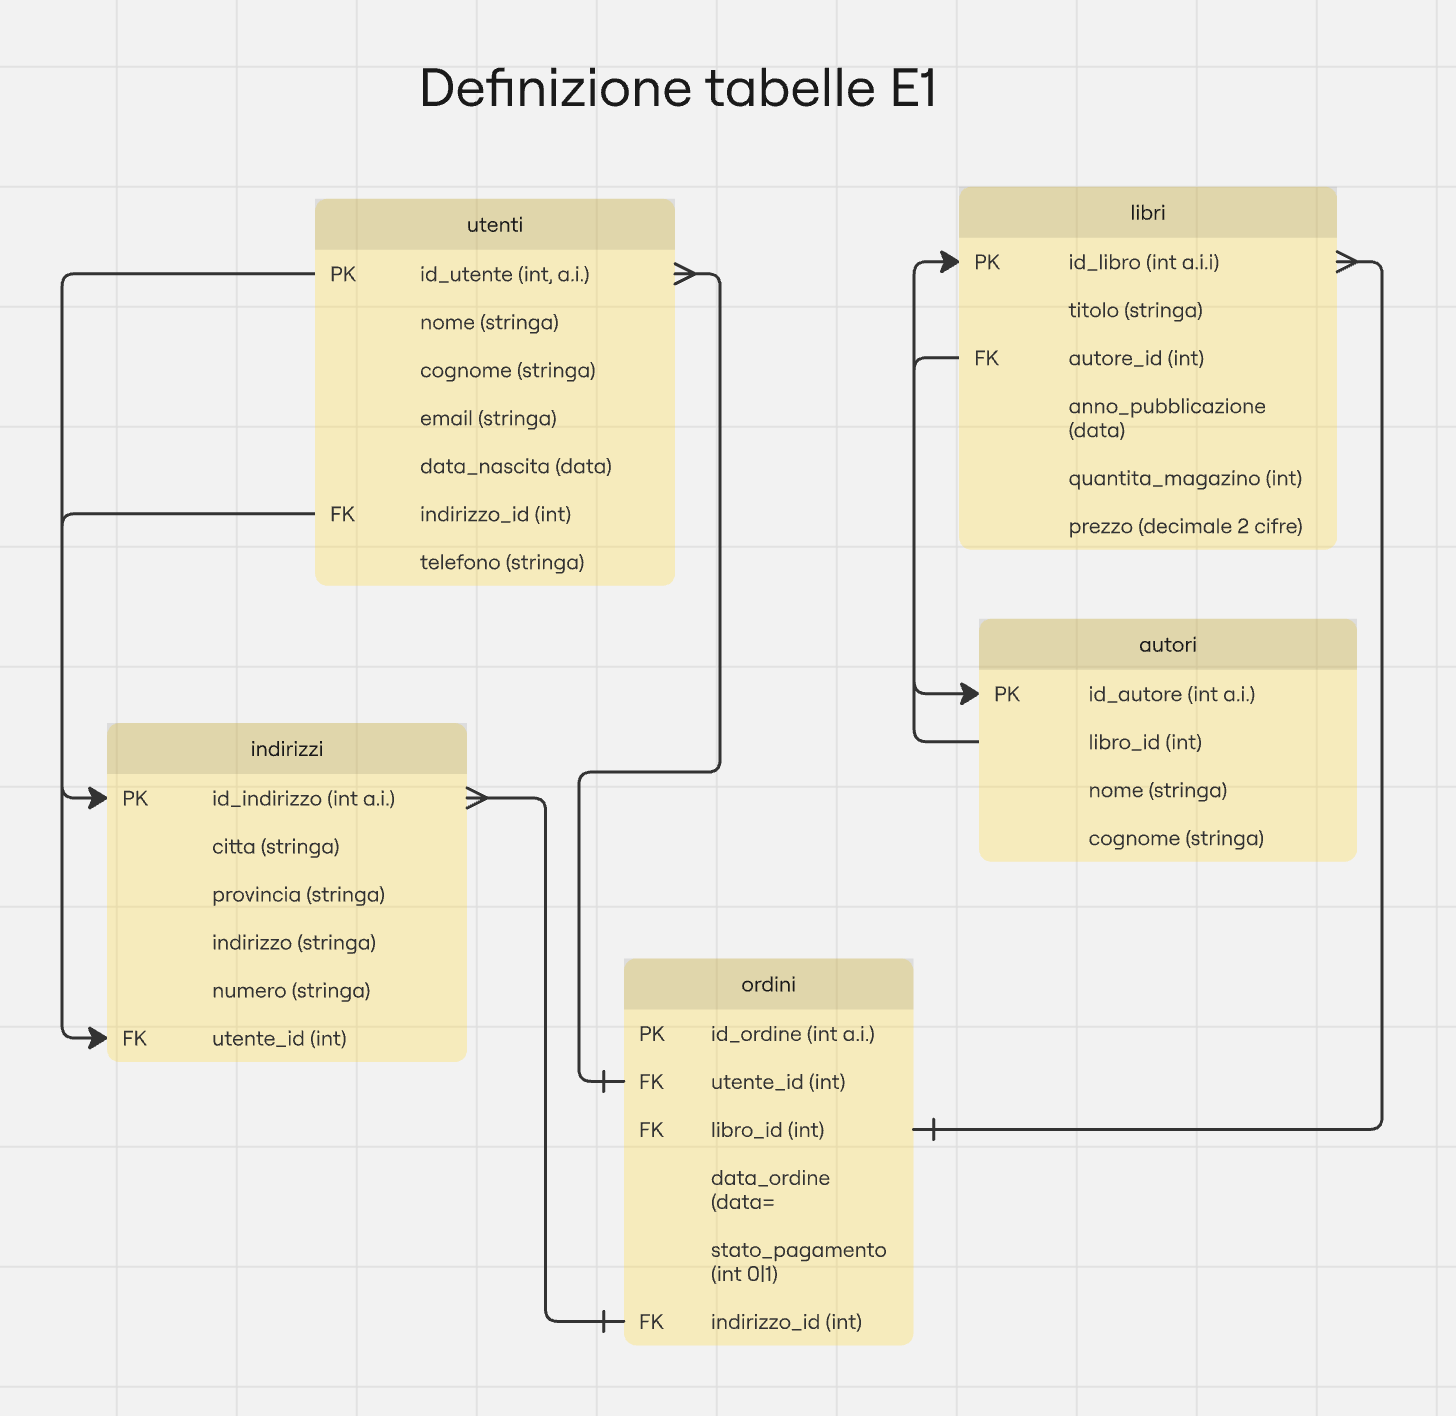 Definizione tabelle E1
utenti
PK id_utente (int, a.i.)
nome (stringa)
cognome (stringa)
email (stringa)
data_nascita (data)
FK indirizzo_id (int)
telefono (stringa)
libri
PK id_libro (int a.i.i)
titolo (stringa)
FK autore_id (int)
anno_pubblicazione
(data)
quantita_magazino (int)
prezzo (decimale 2 cifre)
autori
PK id_autore (int a.i.)
libro_id (int)
nome (stringa)
cognome (stringa)
indirizzi
PK id_indirizzo (int a.i.)
citta (stringa)
provincia (stringa)
indirizzo (stringa)
numero (stringa)
FK utente_id (int)
ordini
PK id_ordine (int a.i.)
FK utente_id (int)
FK libro_id (int)
data_ordine
(data=
stato_pagamento
(int 0|1)
FK indirizzo_id (int)